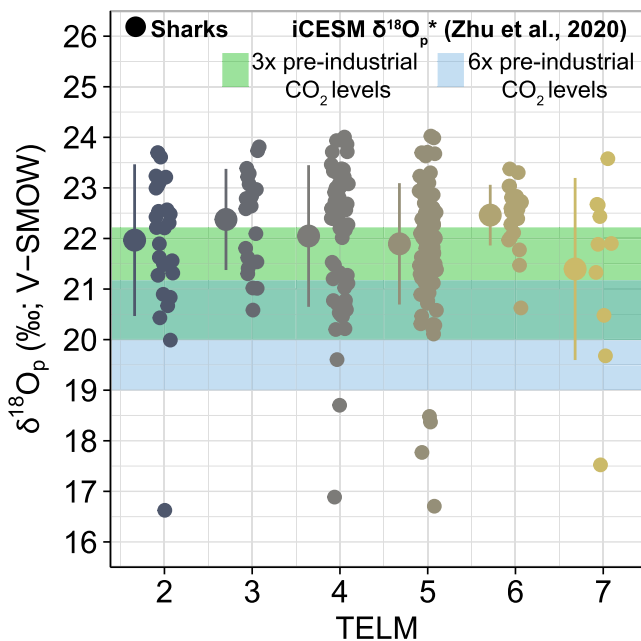 Sharks iCESM δ¹⁸Oₚ* (Zhu et al., 2020)
3x pre-industrial CO₂ levels
6x pre-industrial CO₂ levels
26
25
24
23
22
21
20
19
18
17
16
δ¹⁸Oₚ (‰; V−SMOW)
2 3 4 5 6 7
TELM